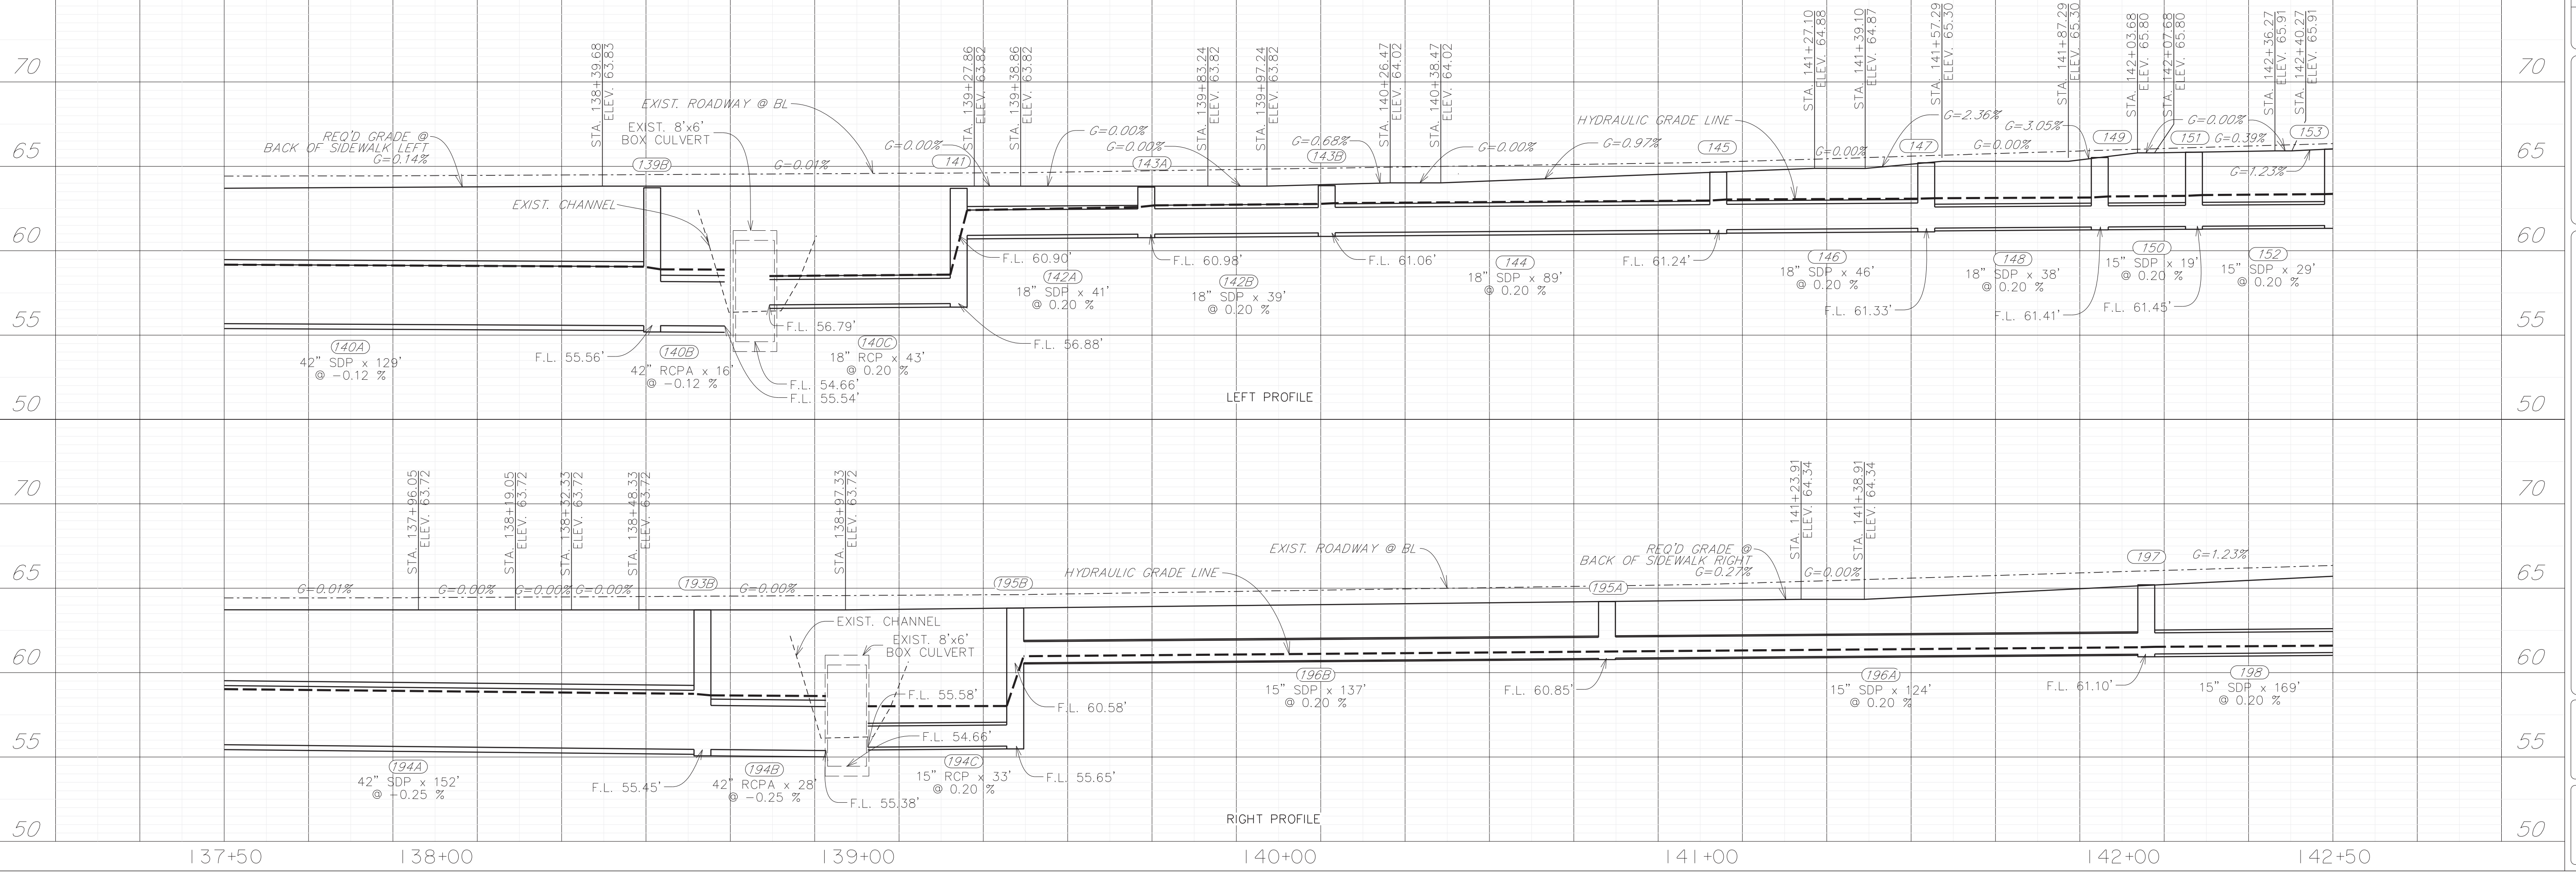 STA. 138+39.68
ELEV. 63.83
STA. 139+27.86
ELEV. 63.82
STA. 139+38.86
ELEV. 63.82
STA. 139+83.24
ELEV. 63.82
STA. 139+97.24
ELEV. 63.82
STA. 140+26.47
ELEV. 64.02
STA. 140+38.47
ELEV. 64.02
STA. 141+27.10
ELEV. 64.88
STA. 141+39.10
ELEV. 64.87
STA. 141+57.29
ELEV. 65.30
STA. 141+87.29
ELEV. 65.30
STA. 142+03.68
ELEV. 65.80
STA. 142+07.68
ELEV. 65.80
STA. 142+36.27
ELEV. 65.91
STA. 142+40.27
ELEV. 65.91
70
70
65
65
60
60
55
55
50
50
REQ'D GRADE @
BACK OF SIDEWALK LEFT
G=0.14%
EXIST. ROADWAY @ BL
EXIST. 8'x6'
BOX CULVERT
139B
G=0.01%
G=0.00%
141
G=0.00%
G=0.00%
143A
G=0.68%
143B
G=0.00%
HYDRAULIC GRADE LINE
G=0.97%
145
G=0.00%
G=2.36%
147
G=3.05%
G=0.00%
149
G=0.00%
151
G=0.39%
153
G=1.23%
EXIST. CHANNEL
F.L. 60.90'
142A
18" SDP x 41'
@ 0.20 %
F.L. 60.98'
142B
18" SDP x 39'
@ 0.20 %
F.L. 61.06'
144
18" SDP x 89'
@ 0.20 %
F.L. 61.24'
146
18" SDP x 46'
@ 0.20 %
F.L. 61.33'
148
18" SDP x 38'
@ 0.20 %
F.L. 61.41'
150
15" SDP x 19'
@ 0.20 %
F.L. 61.45'
152
15" SDP x 29'
@ 0.20 %
140A
42" SDP x 129'
@ -0.12 %
F.L. 55.56'
140B
42" RCPA x 16'
@ -0.12 %
F.L. 56.79'
140C
18" RCP x 43'
@ 0.20 %
F.L. 54.66'
F.L. 55.54'
F.L. 56.88'
LEFT PROFILE
STA. 137+96.05
ELEV. 63.72
STA. 138+19.05
ELEV. 63.72
STA. 138+32.33
ELEV. 63.72
STA. 138+48.33
ELEV. 63.72
STA. 138+97.33
ELEV. 63.72
STA. 141+23.91
ELEV. 64.34
STA. 141+38.91
ELEV. 64.34
70
70
65
65
60
60
55
55
50
50
G=0.01%
G=0.00%
G=0.00%
G=0.00%
193B
G=0.00%
195B
HYDRAULIC GRADE LINE
EXIST. ROADWAY @ BL
REQ'D GRADE @
BACK OF SIDEWALK RIGHT
G=0.27%
G=0.00%
195A
197
G=1.23%
EXIST. CHANNEL
EXIST. 8'x6'
BOX CULVERT
F.L. 55.58'
F.L. 60.58'
F.L. 54.66'
196B
15" SDP x 137'
@ 0.20 %
F.L. 60.85'
196A
15" SDP x 124'
@ 0.20 %
F.L. 61.10'
198
15" SDP x 169'
@ 0.20 %
194A
42" SDP x 152'
@ -0.25 %
F.L. 55.45'
194B
42" RCPA x 28'
@ -0.25 %
F.L. 55.38'
194C
15" RCP x 33'
@ 0.20 %
F.L. 55.65'
RIGHT PROFILE
137+50
138+00
139+00
140+00
141+00
142+00
142+50